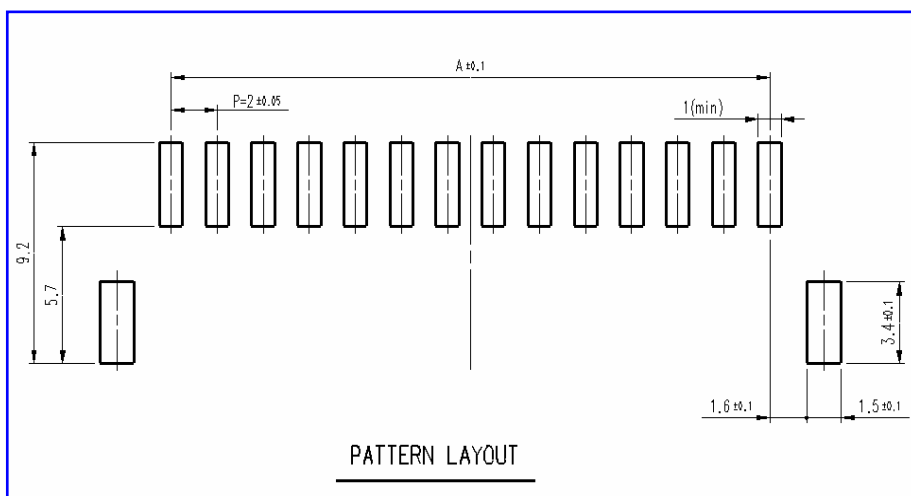 A±0.1
P=2±0.05
1(min)
9.2
5.7
3.4±0.1
1.6±0.1
1.5±0.1
PATTERN LAYOUT